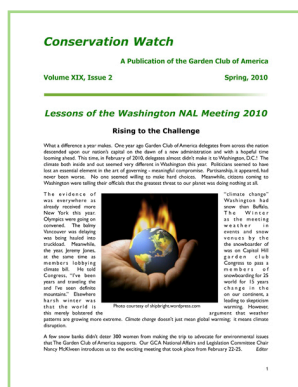 Conservation Watch
A Publication of the Garden Club of America
Volume XIX, Issue 2 Spring, 2010
Lessons of the Washington NAL Meeting 2010
Rising to the Challenge
What a difference a year makes. One year ago Garden Club of America delegates from across the nation
descended upon our nation's capital on the dawn of a new administration and with a hopeful time
looming ahead. This time, in February of 2010, delegates almost didn't make it to Washington, D.C.! The
climate both inside and out seemed very different in Washington this year. Politicians seemed to have
lost an essential element in the art of governing - meaningful compromise. Partisanship, it appeared, had
never been worse. No one seemed willing to make hard choices. Meanwhile, citizens coming to
Washington were telling their officials that the greatest threat to our planet was doing nothing at all.
The evidence of "climate change"
was everywhere as Washington had
already received more snow than Buffalo,
New York this year. The Winter
Olympics were going on as the meeting
convened. The balmy weather in
Vancouver was delaying events and snow
was being hauled into venues by the
truckload. Meanwhile, the snowboarder of
the year, Jeremy Jones, was on Capitol Hill
at the same time as garden club
members lobbying Congress to pass a
climate bill. He told members of
Congress, "I've been snowboarding for 25
years and traveling the world for 15 years
and I've seen definite change in the
mountains." Elsewhere on our continent, a
harsh winter was leading to skepticism
that the world is warming. However,
this merely bolstered the argument that weather
patterns are growing more extreme. Climate change doesn't just mean global warming; it means climate
disruption.
Photo courtesy of sbpbright.wordpress.com
A few snow banks didn't deter 300 women from making the trip to advocate for environmental issues
that The Garden Club of America supports. Our GCA National Affairs and Legislation Committee Chair
Nancy McKlveen introduces us to the exciting meeting that took place from February 22-25. Editor
1